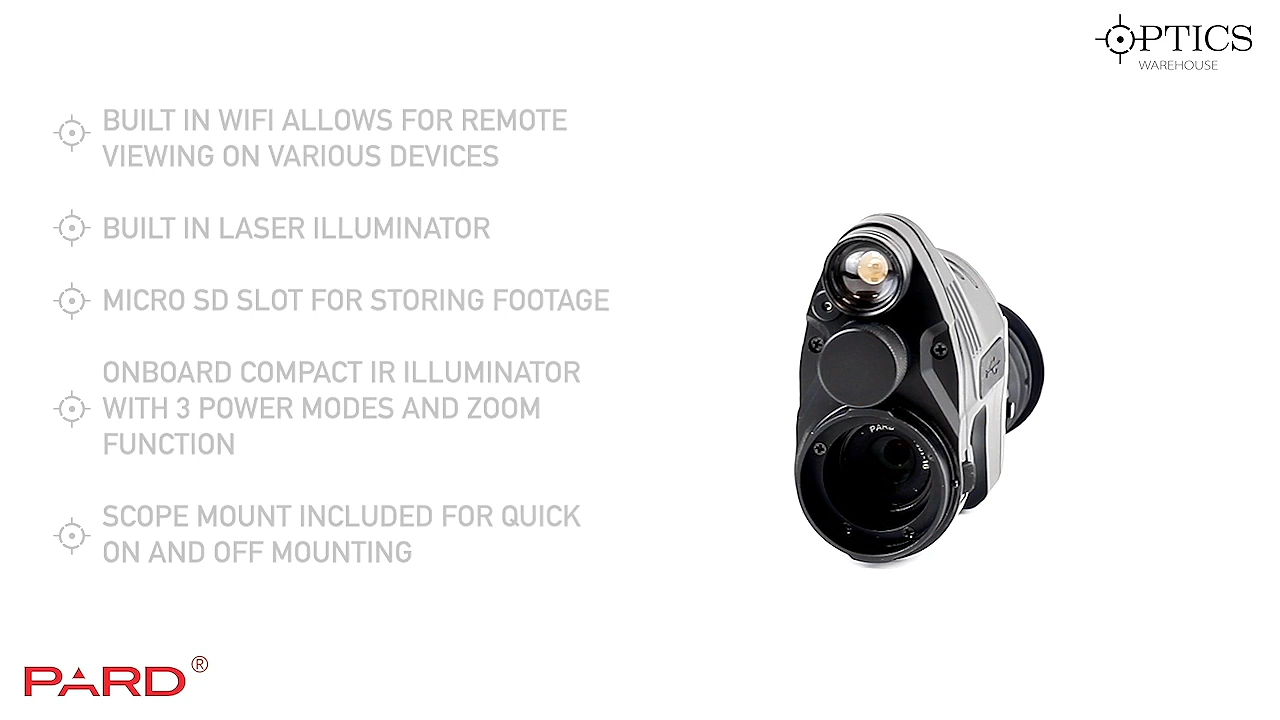 OPTICS
WAREHOUSE
BUILT IN WIFI ALLOWS FOR REMOTE
VIEWING ON VARIOUS DEVICES
BUILT IN LASER ILLUMINATOR
MICRO SD SLOT FOR STORING FOOTAGE
ONBOARD COMPACT IR ILLUMINATOR
WITH 3 POWER MODES AND ZOOM
FUNCTION
SCOPE MOUNT INCLUDED FOR QUICK
ON AND OFF MOUNTING
PARD
PARD®